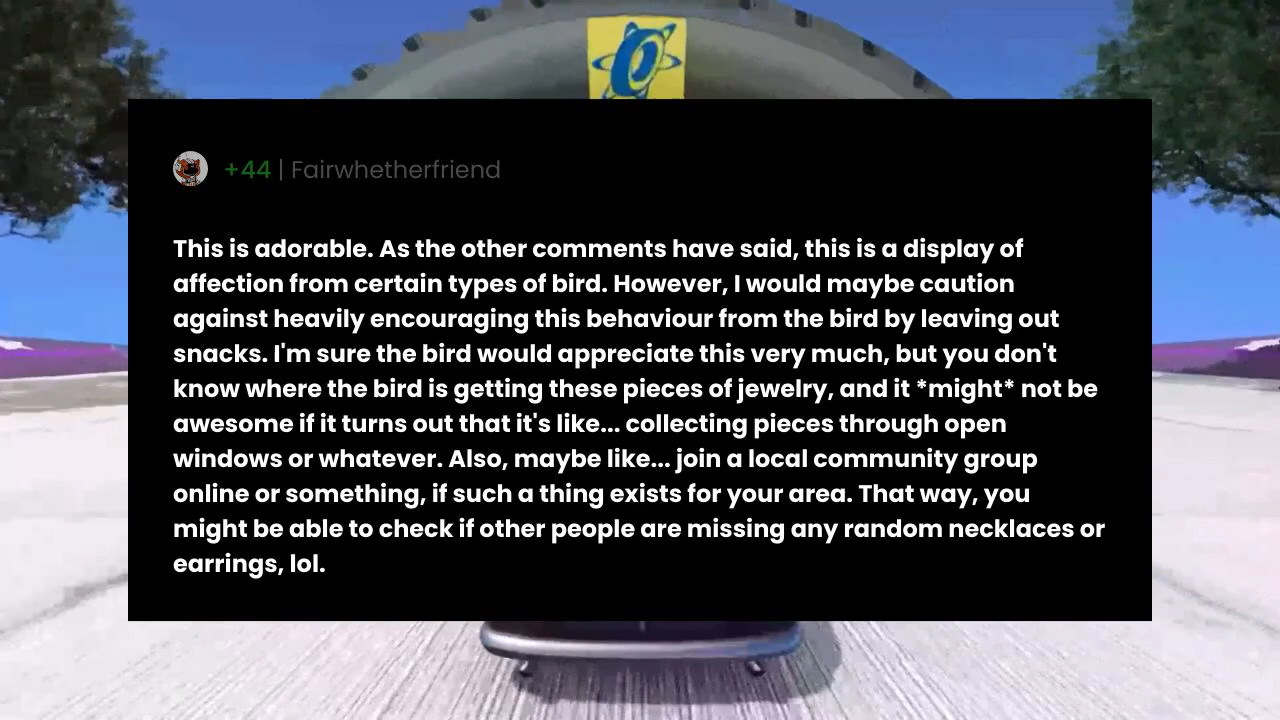 +44 | Fairwhetherfriend
This is adorable. As the other comments have said, this is a display of
affection from certain types of bird. However, I would maybe caution
against heavily encouraging this behaviour from the bird by leaving out
snacks. I'm sure the bird would appreciate this very much, but you don't
know where the bird is getting these pieces of jewelry, and it *might* not be
awesome if it turns out that it's like... collecting pieces through open
windows or whatever. Also, maybe like... join a local community group
online or something, if such a thing exists for your area. That way, you
might be able to check if other people are missing any random necklaces or
earrings, lol.